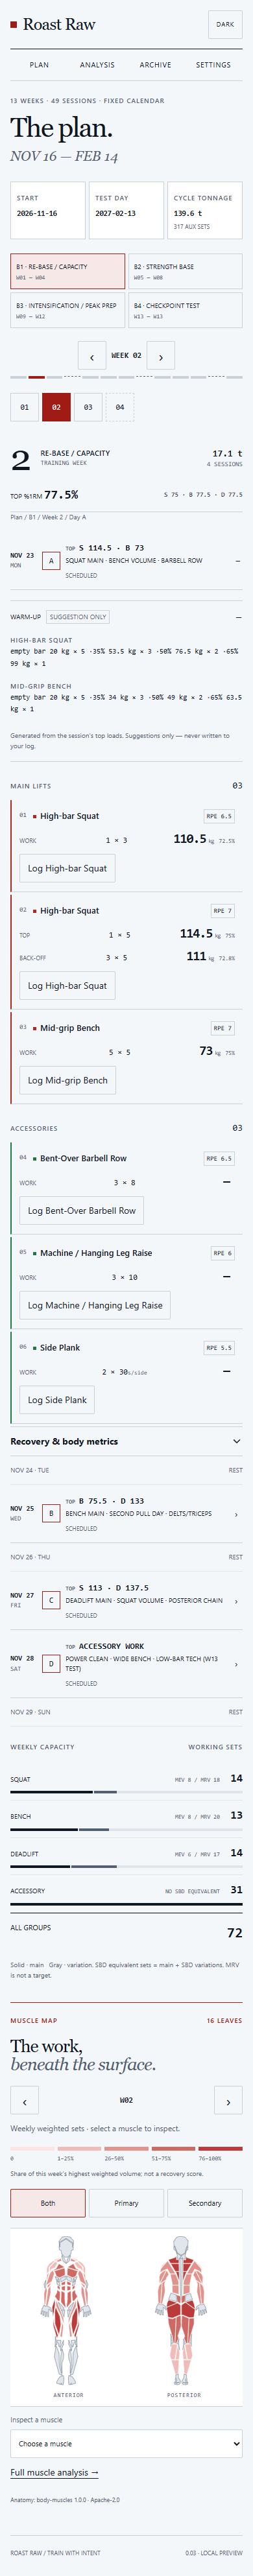 Roast Raw
DARK
PLAN ANALYSIS ARCHIVE SETTINGS
13 WEEKS · 49 SESSIONS · FIXED CALENDAR
The plan.
NOV 16 — FEB 14
START
2026-11-16
TEST DAY
2027-02-13
CYCLE TONNAGE
139.6 t
317 AUX SETS
B1 · RE-BASE / CAPACITY
W01 — W04
B2 · STRENGTH BASE
W05 — W08
B3 · INTENSIFICATION / PEAK PREP
W09 — W12
B4 · CHECKPOINT TEST
W13 — W13
‹ WEEK 02 ›
01 02 03 04
2 RE-BASE / CAPACITY 17.1 t
TRAINING WEEK 4 SESSIONS
TOP %1RM 77.5% S 75 · B 77.5 · D 77.5
Plan / B1 / Week 2 / Day A
NOV 23
MON
A
TOP S 114.5 · B 73
SQUAT MAIN · BENCH VOLUME · BARBELL ROW
SCHEDULED
—
WARM-UP SUGGESTION ONLY —
HIGH-BAR SQUAT
empty bar 20 kg × 5 ·35% 53.5 kg × 3 ·50% 76.5 kg × 2 ·65%
99 kg × 1
MID-GRIP BENCH
empty bar 20 kg × 5 ·35% 34 kg × 3 ·50% 49 kg × 2 ·65% 63.5
kg × 1
Generated from the session's top loads. Suggestions only — never written to
your log.
MAIN LIFTS 03
01 High-bar Squat RPE 6.5
WORK 1 × 3 110.5 kg 72.5%
Log High-bar Squat
02 High-bar Squat RPE 7
TOP 1 × 5 114.5 kg 75%
BACK-OFF 3 × 5 111 kg 72.8%
Log High-bar Squat
03 Mid-grip Bench RPE 7
WORK 5 × 5 73 kg 75%
Log Mid-grip Bench
ACCESSORIES 03
04 Bent-Over Barbell Row RPE 6.5
WORK 3 × 8 —
Log Bent-Over Barbell Row
05 Machine / Hanging Leg Raise RPE 6
WORK 3 × 10 —
Log Machine / Hanging Leg Raise
06 Side Plank RPE 5.5
WORK 2 × 30s/side —
Log Side Plank
Recovery & body metrics
NOV 24 · TUE REST
NOV 25
WED
B
TOP B 75.5 · D 133
BENCH MAIN · SECOND PULL DAY · DELTS/TRICEPS
SCHEDULED
›
NOV 26 · THU REST
NOV 27
FRI
C
TOP S 113 · D 137.5
DEADLIFT MAIN · SQUAT VOLUME · POSTERIOR CHAIN
SCHEDULED
›
NOV 28
SAT
D
TOP ACCESSORY WORK
POWER CLEAN · WIDE BENCH · LOW-BAR TECH (W13
TEST)
SCHEDULED
›
NOV 29 · SUN REST
WEEKLY CAPACITY WORKING SETS
SQUAT MEV 8 / MRV 18 14
BENCH MEV 8 / MRV 20 13
DEADLIFT MEV 6 / MRV 17 14
ACCESSORY NO SBD EQUIVALENT 31
ALL GROUPS 72
Solid · main Gray · variation. SBD equivalent sets = main + SBD variations. MRV
is not a target.
MUSCLE MAP 16 LEAVES
The work,
beneath the surface.
‹ W02 ›
Weekly weighted sets · select a muscle to inspect.
0 1–25% 26–50% 51–75% 76–100%
Share of this week's highest weighted volume; not a recovery score.
Both Primary Secondary
ANTERIOR POSTERIOR
Inspect a muscle
Choose a muscle
Full muscle analysis →
Anatomy: body-muscles 1.0.0 · Apache-2.0
ROAST RAW / TRAIN WITH INTENT 0.03 · LOCAL PREVIEW